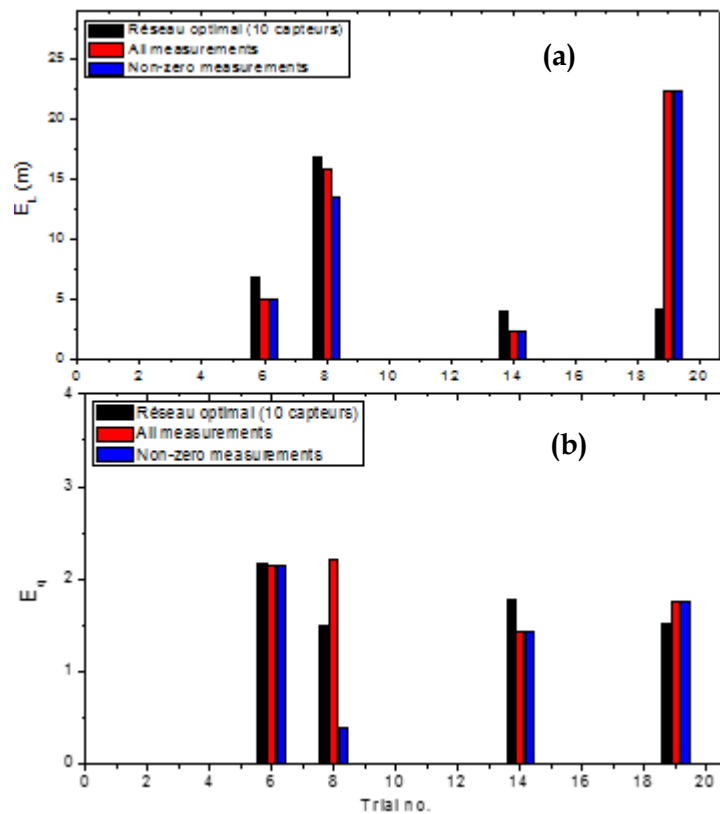 Réseau optimal (10 capteurs)
All measurements
Non-zero measurements
(a)
25
20
15
10
5
0
E_L (m)
0 2 4 6 8 10 12 14 16 18 20
Réseau optimal (10 capteurs)
All measurements
Non-zero measurements
(b)
4
3
2
1
0
E_q
0 2 4 6 8 10 12 14 16 18 20
Trial no.